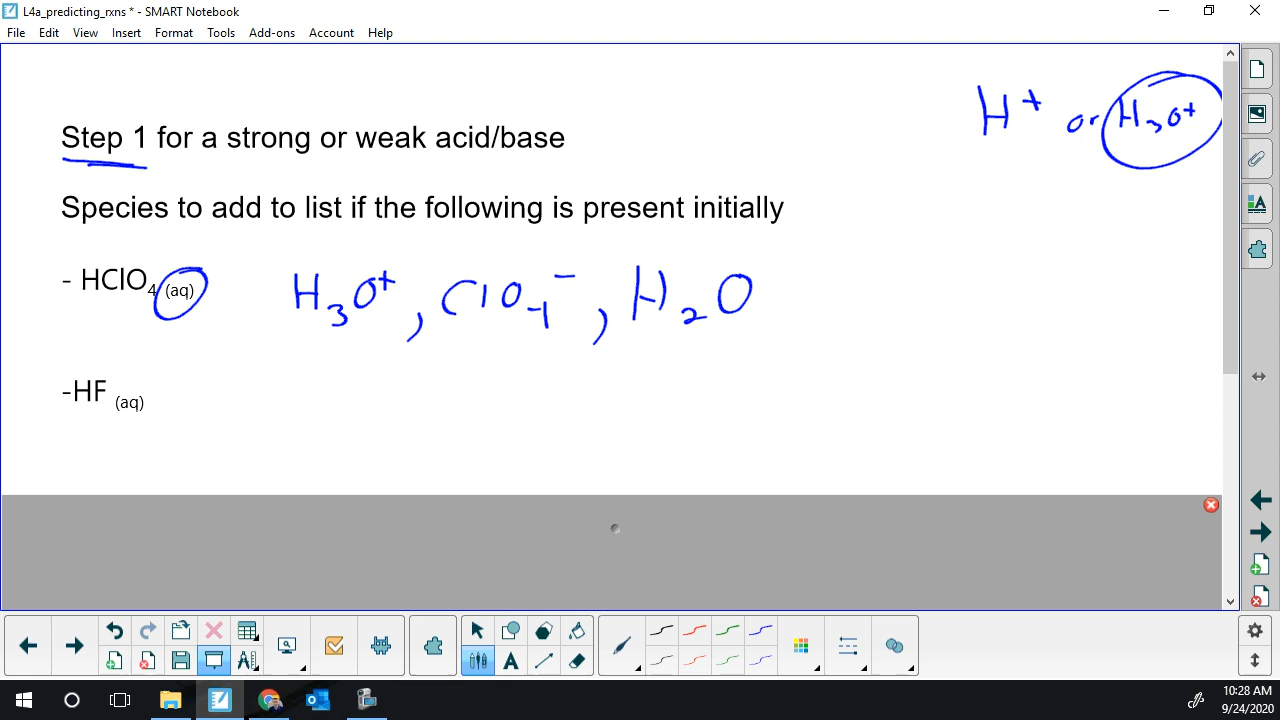 L4a_predicting_rxns * - SMART Notebook
File Edit View Insert Format Tools Add-ons Account Help
H⁺ or H₃O⁺
Step 1 for a strong or weak acid/base
Species to add to list if the following is present initially
- HClO₄ (aq) H₃O⁺, ClO₄⁻, H₂O
-HF (aq)
10:28 AM
9/24/2020